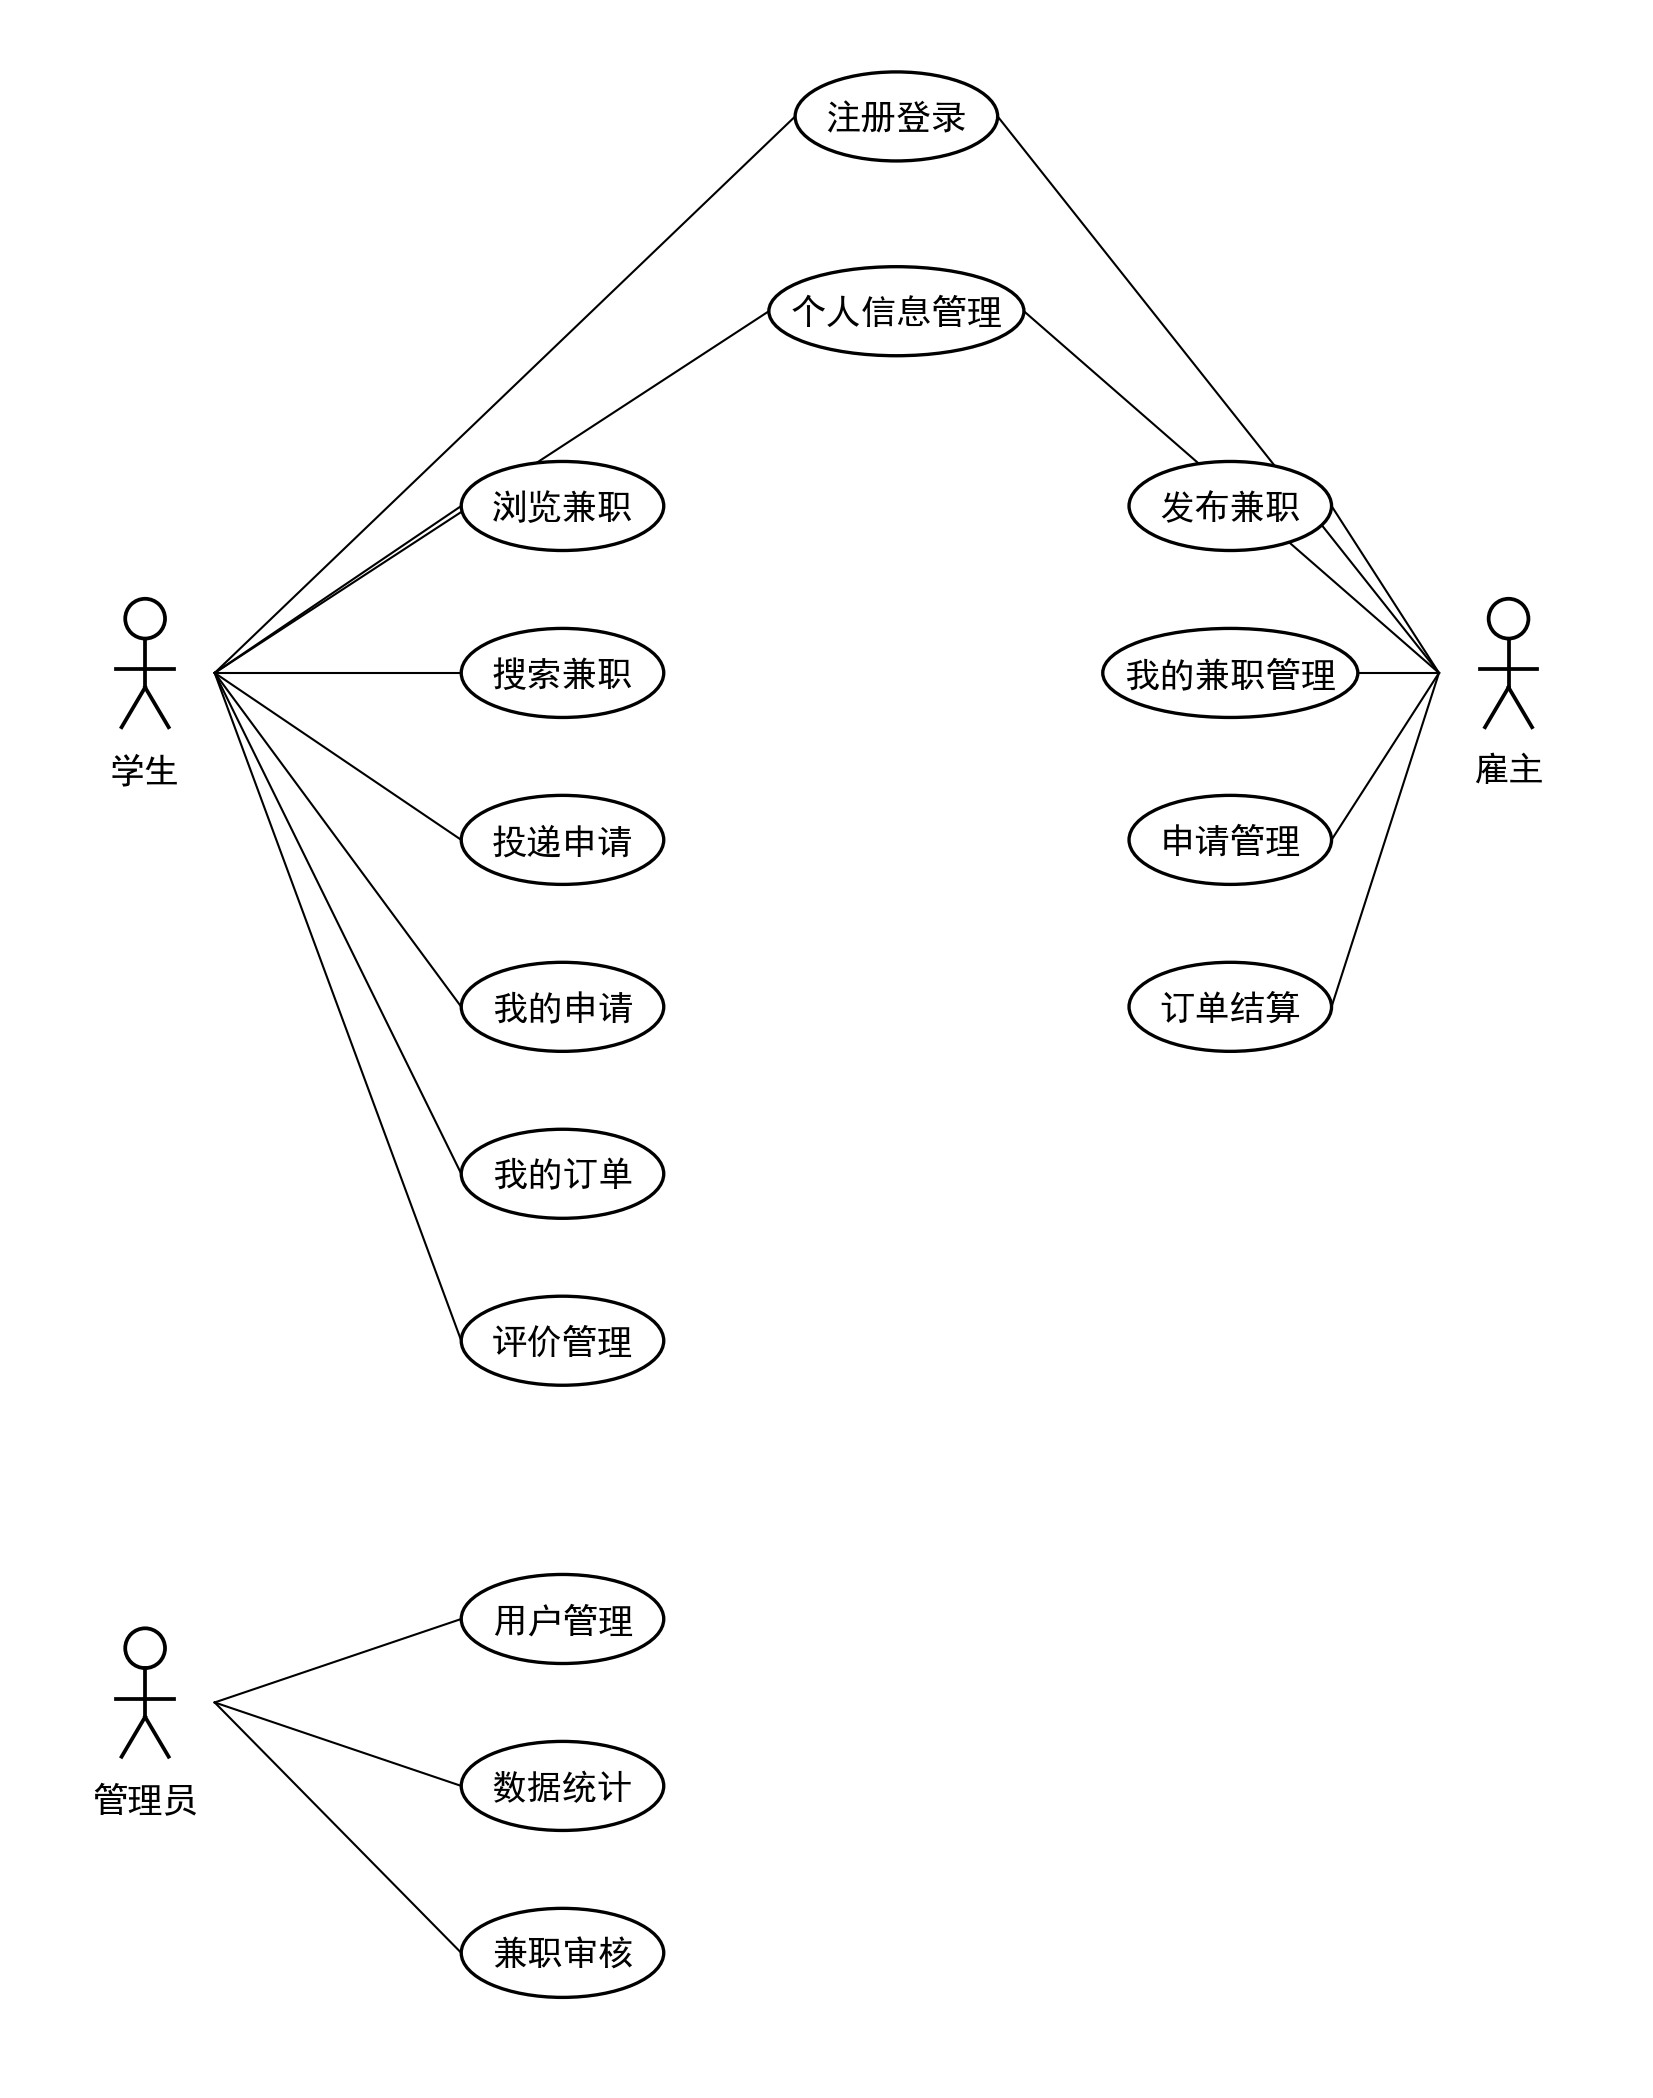 注册登录
个人信息管理
浏览兼职
发布兼职
搜索兼职
我的兼职管理
学生
雇主
投递申请
申请管理
我的申请
订单结算
我的订单
评价管理
用户管理
数据统计
管理员
兼职审核